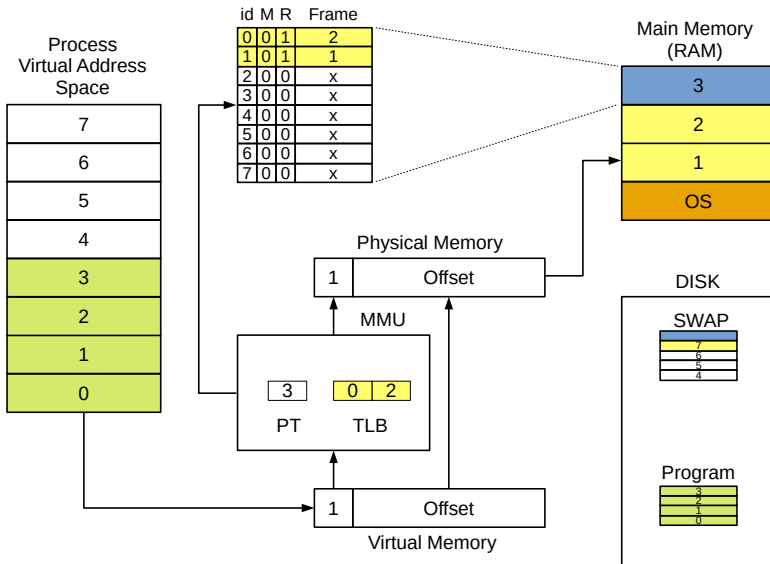 id M R Frame
0 0 1 2
1 0 1 1
2 0 0 x
3 0 0 x
4 0 0 x
5 0 0 x
6 0 0 x
7 0 0 x
Process
Virtual Address
Space
7
6
5
4
3
2
1
0
Main Memory
(RAM)
3
2
1
OS
Physical Memory
1 Offset
MMU
3
0 2
PT TLB
1 Offset
Virtual Memory
DISK
SWAP
7
6
5
4
Program
3
2
1
0